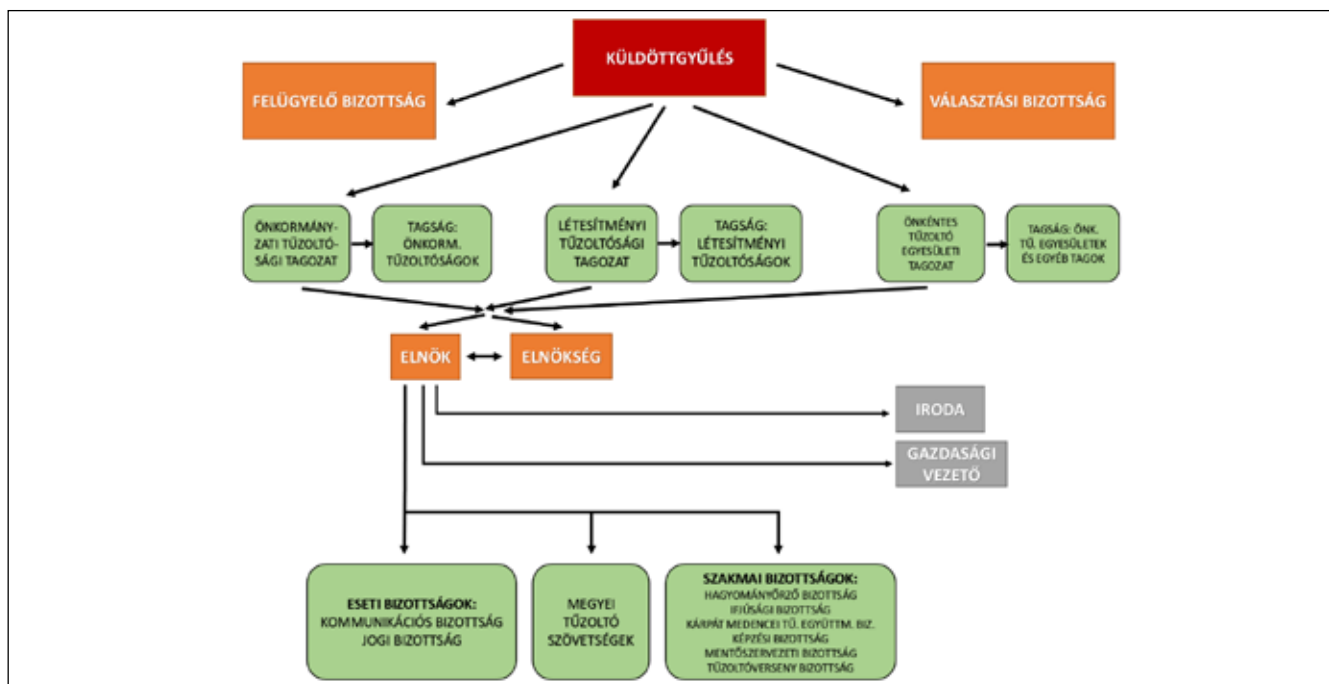 KÜLDÖTTGYŰLÉS
FELÜGYELŐ BIZOTTSÁG
VÁLASZTÁSI BIZOTTSÁG
ÖNKORMÁNY-
ZATI TŰZOLTÓ-
SÁGI TAGOZAT
TAGSÁG:
ÖNKORM.
TŰZOLTÓSÁGOK
LÉTESÍTMÉNYI
TŰZOLTÓSÁGI
TAGOZAT
TAGSÁG:
LÉTESÍTMÉNYI
TŰZOLTÓSÁGOK
ÖNKÉNTES
TŰZOLTÓ
EGYESÜLETI
TAGOZAT
TAGSÁG: ÖNK.
TŰ. EGYESÜLETEK
ÉS EGYÉB TAGOK
ELNÖK
ELNÖKSÉG
IRODA
GAZDASÁGI
VEZETŐ
ESETI BIZOTTSÁGOK:
KOMMUNIKÁCIÓS BIZOTTSÁG
JOGI BIZOTTSÁG
MEGYEI
TŰZOLTÓ
SZÖVETSÉGEK
SZAKMAI BIZOTTSÁGOK:
HAGYOMÁNYŐRZŐ BIZOTTSÁG
IFJÚSÁGI BIZOTTSÁG
KÁRPÁT MEDENCEI TŰ. EGYÜTTM. BIZ.
KÉPZÉSI BIZOTTSÁG
MENTŐSZERVEZETI BIZOTTSÁG
TŰZOLTÓVERSENY BIZOTTSÁG